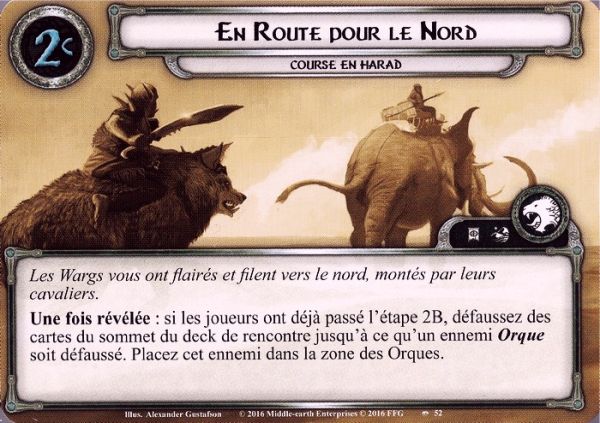 2C
En Route pour le Nord
Course en Harad
Les Wargs vous ont flairés et filent vers le nord, montés par leurs
cavaliers.
Une fois révélée : si les joueurs ont déjà passé l'étape 2B, défaussez des
cartes du sommet du deck de rencontre jusqu'à ce qu'un ennemi Orque
soit défaussé. Placez cet ennemi dans la zone des Orques.
Illus. Alexander Gustafson © 2016 Middle-earth Enterprises © 2016 FFG 52